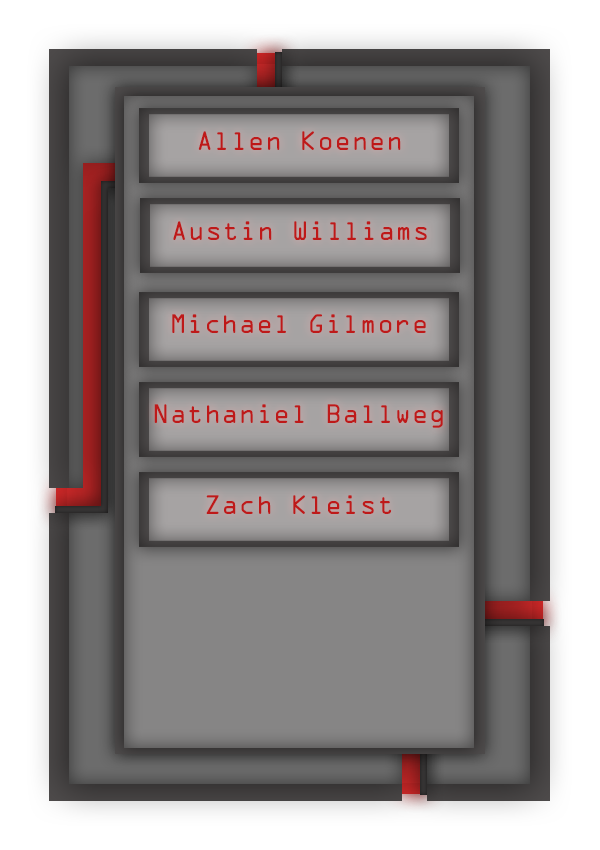 Allen Koenen
Austin Williams
Michael Gilmore
Nathaniel Ballweg
Zach Kleist